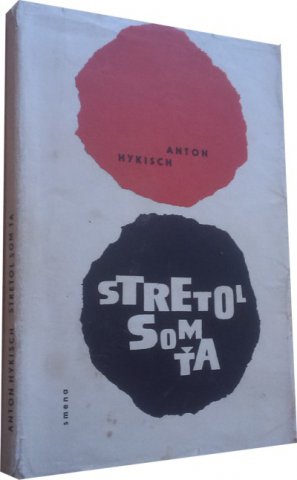 ANTON
HYKISCH
STRETOL
SOM
ŤA
smena
ANTON HYKISCH STRETOL SOM ŤA